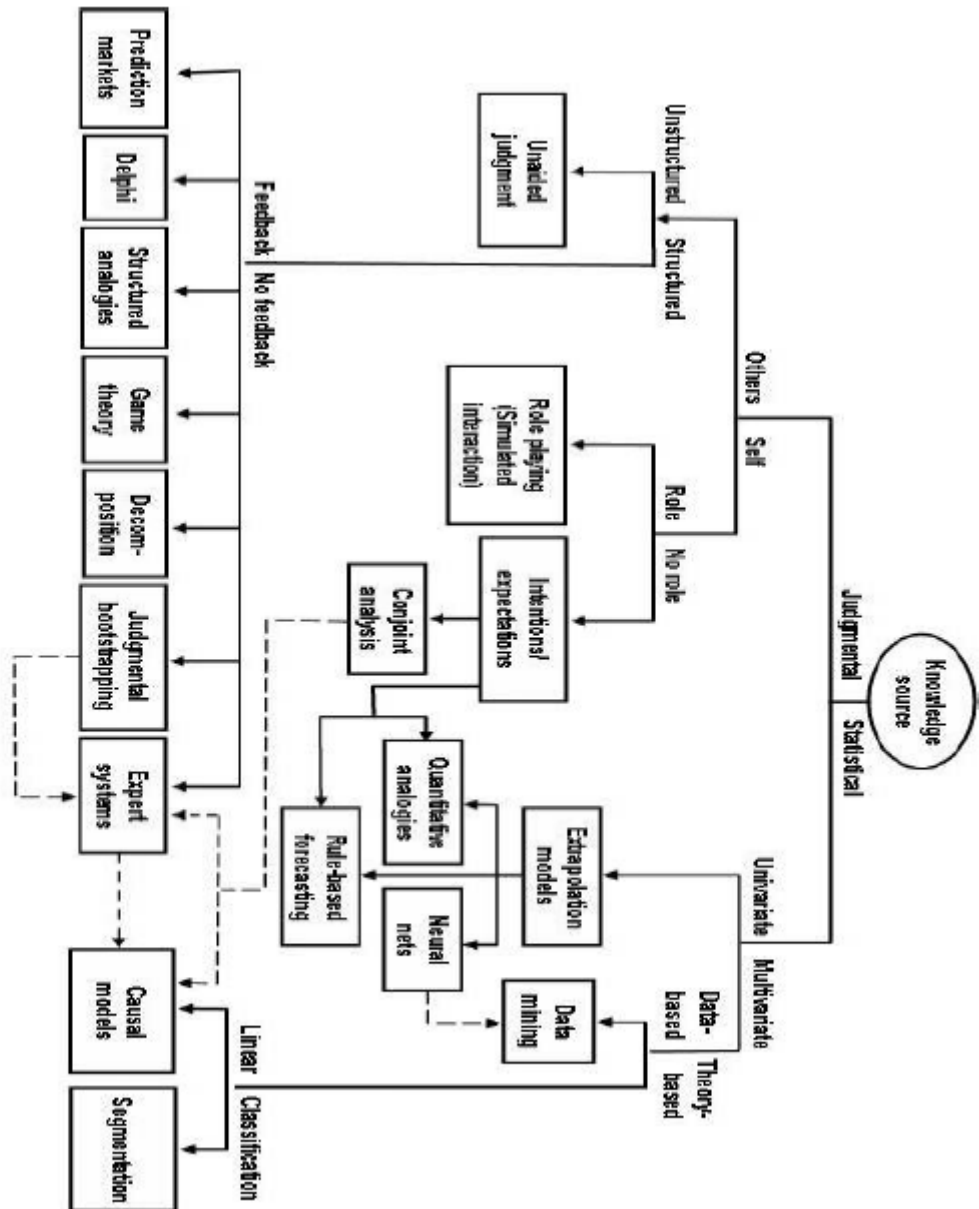 Knowledge
source
Judgmental
Statistical
Others
Self
Univariate
Multivariate
Unstructured
Structured
Role
No role
Data-
based
Theory-
based
Unaided
judgment
Role playing
(Simulated
interaction)
Intentions/
expectations
Extrapolation
models
Data
mining
Conjoint
analysis
Quantitative
analogies
Neural
nets
Rule-based
forecasting
Feedback
No feedback
Linear
Classification
Prediction
markets
Delphi
Structured
analogies
Game
theory
Decom-
position
Judgmental
bootstrapping
Expert
systems
Causal
models
Segmentation